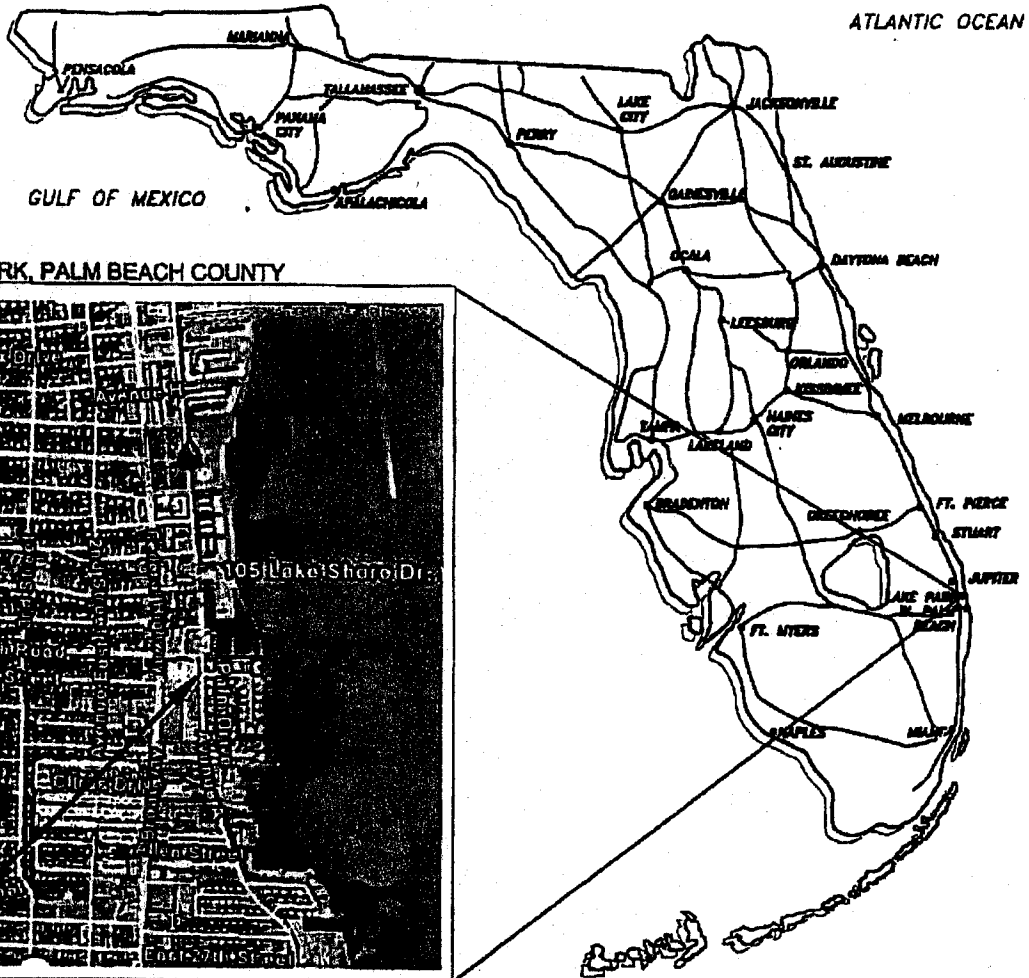 ATLANTIC OCEAN
MARIANNA
PENSACOLA
TALLAHASSEE
PANAMA
CITY
LAKE
CITY
JACKSONVILLE
PERRY
ST. AUGUSTINE
GULF OF MEXICO
APALACHICOLA
GAINESVILLE
OCALA
DAYTONA BEACH
RK, PALM BEACH COUNTY
LEESBURG
ORLANDO
KISSIMMEE
HAINES
CITY
MELBOURNE
TAMPA
LAKELAND
BRADENTON
FT. PIERCE
STUART
JUPITER
LAKE PARK
W. PALM
BEACH
FT. MYERS
NAPLES
MIAMI
105 Lake Shore Dr.
Road
Street